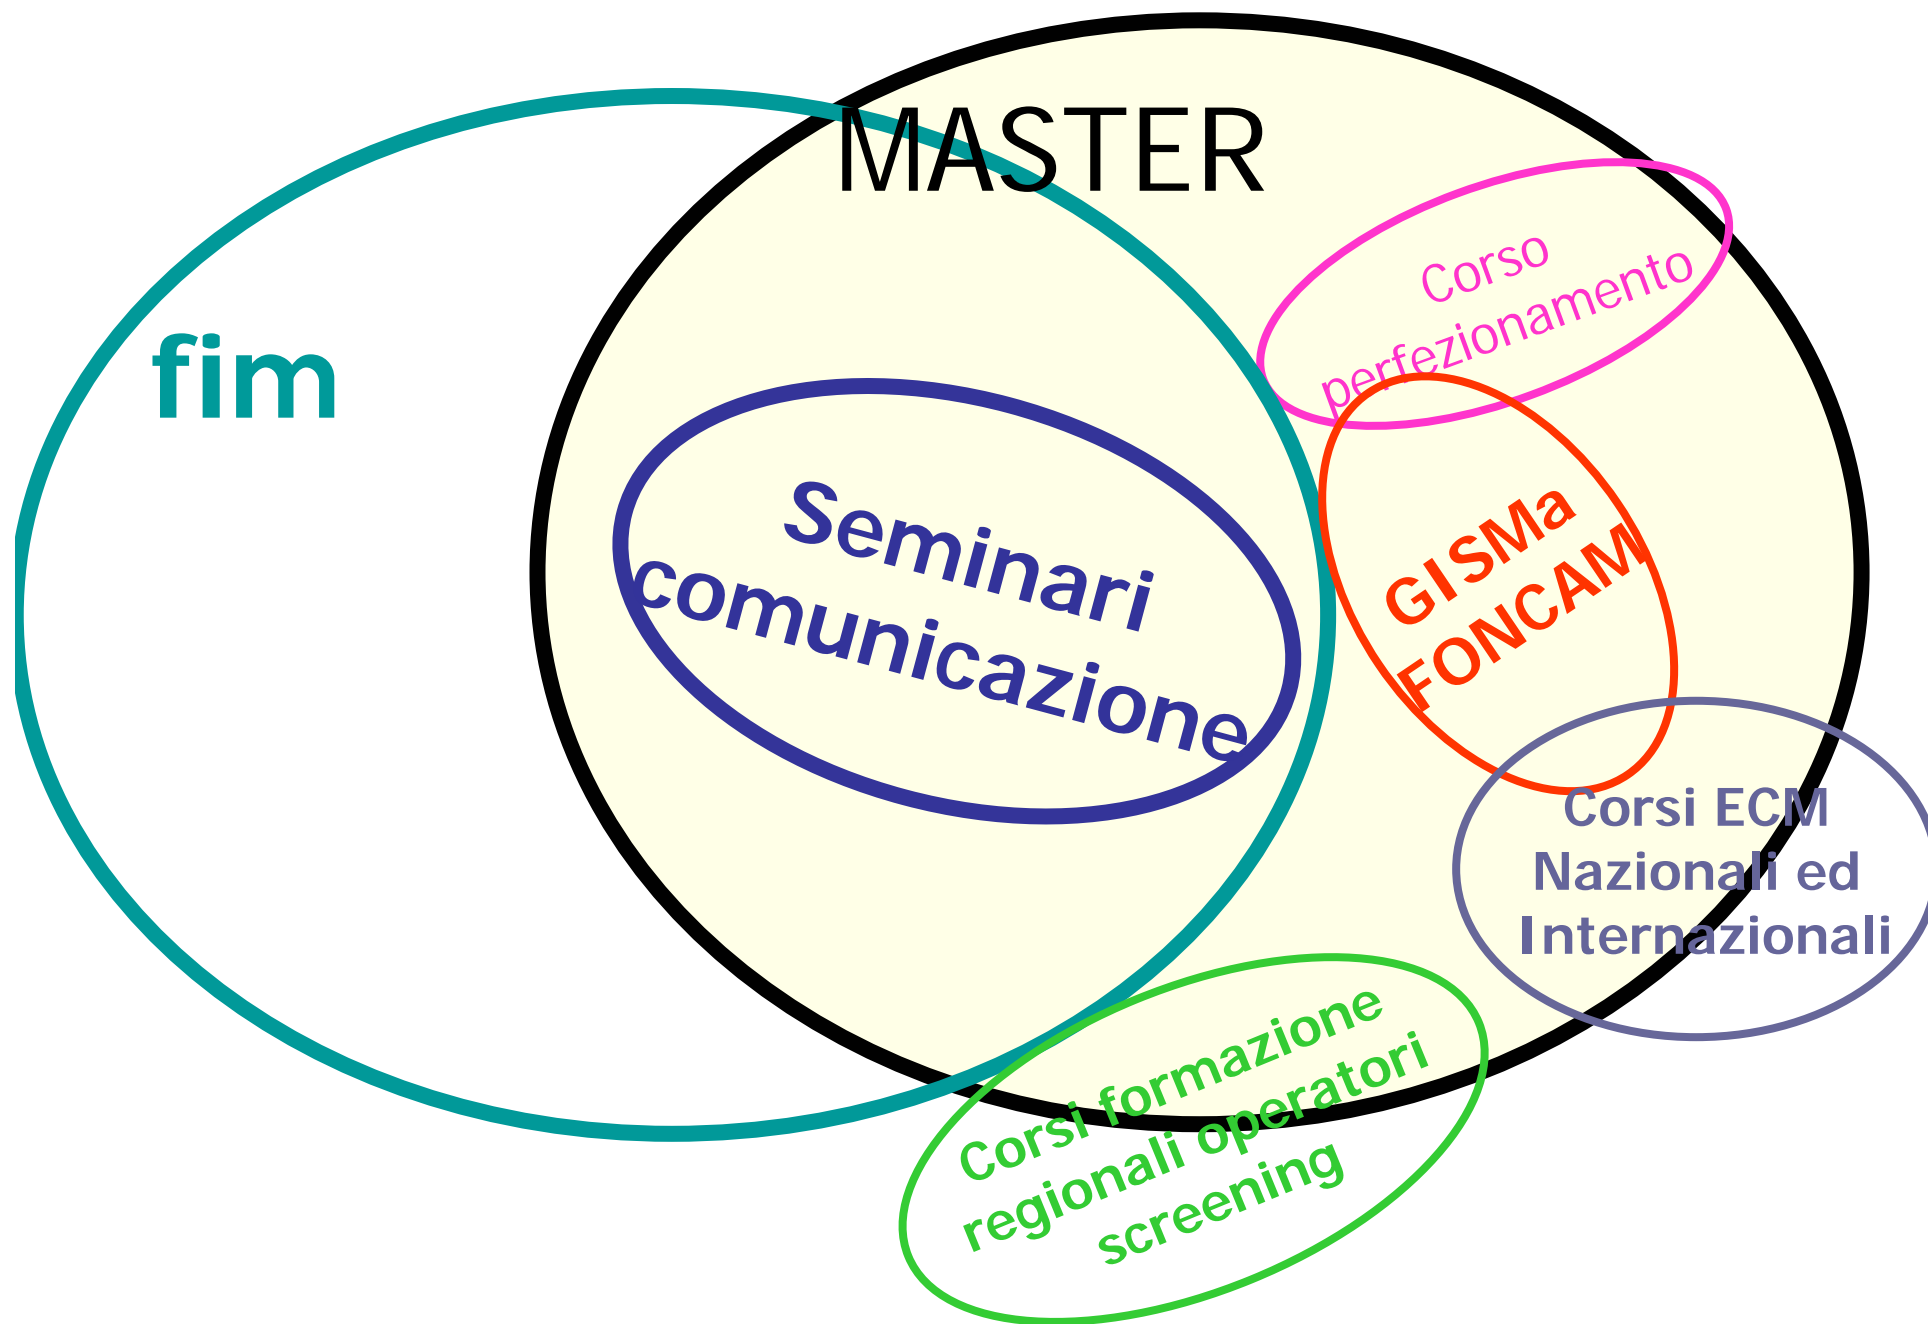 MASTER
fim
Corso
perfezionamento
Seminari
comunicazione
GISMa
FONCAM
Corsi ECM
Nazionali ed
Internazionali
Corsi formazione
regionali operatori
screening